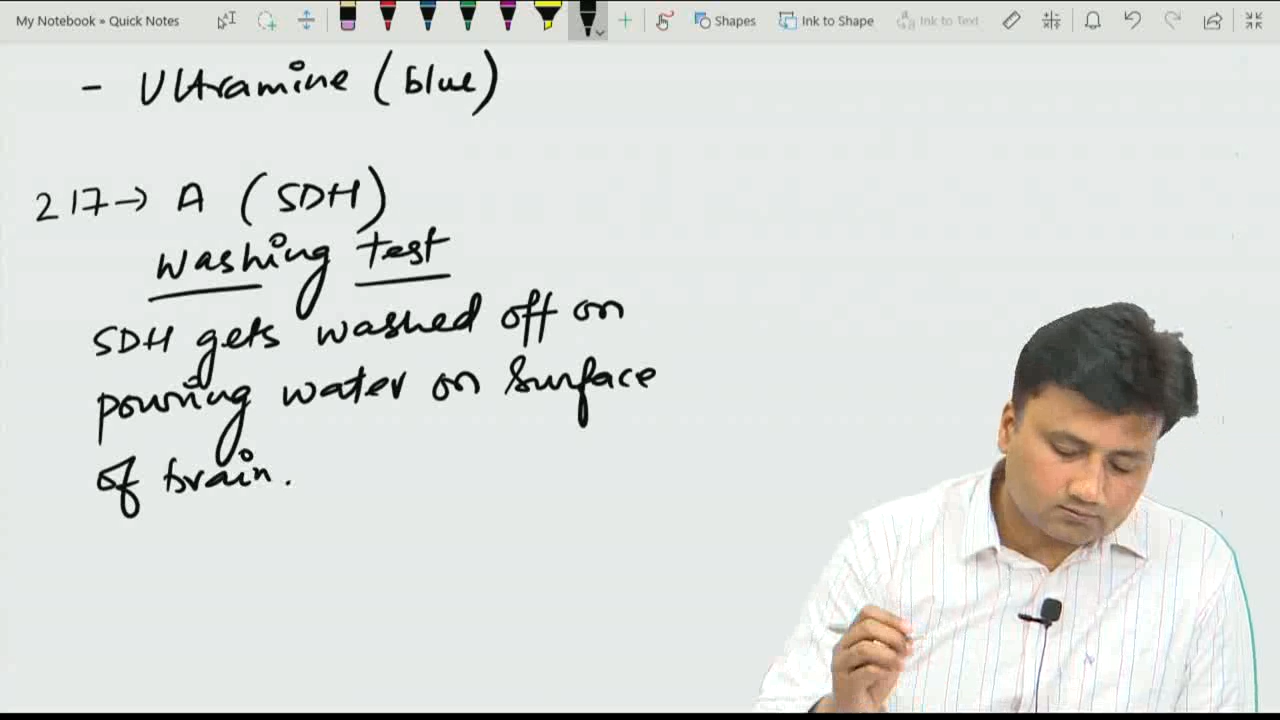 My Notebook » Quick Notes
Shapes
Ink to Shape
Ink to Text
- Ultramine (blue)
217→ A (SDH)
Washing test
SDH gets washed off on
pouring water on surface
of brain.